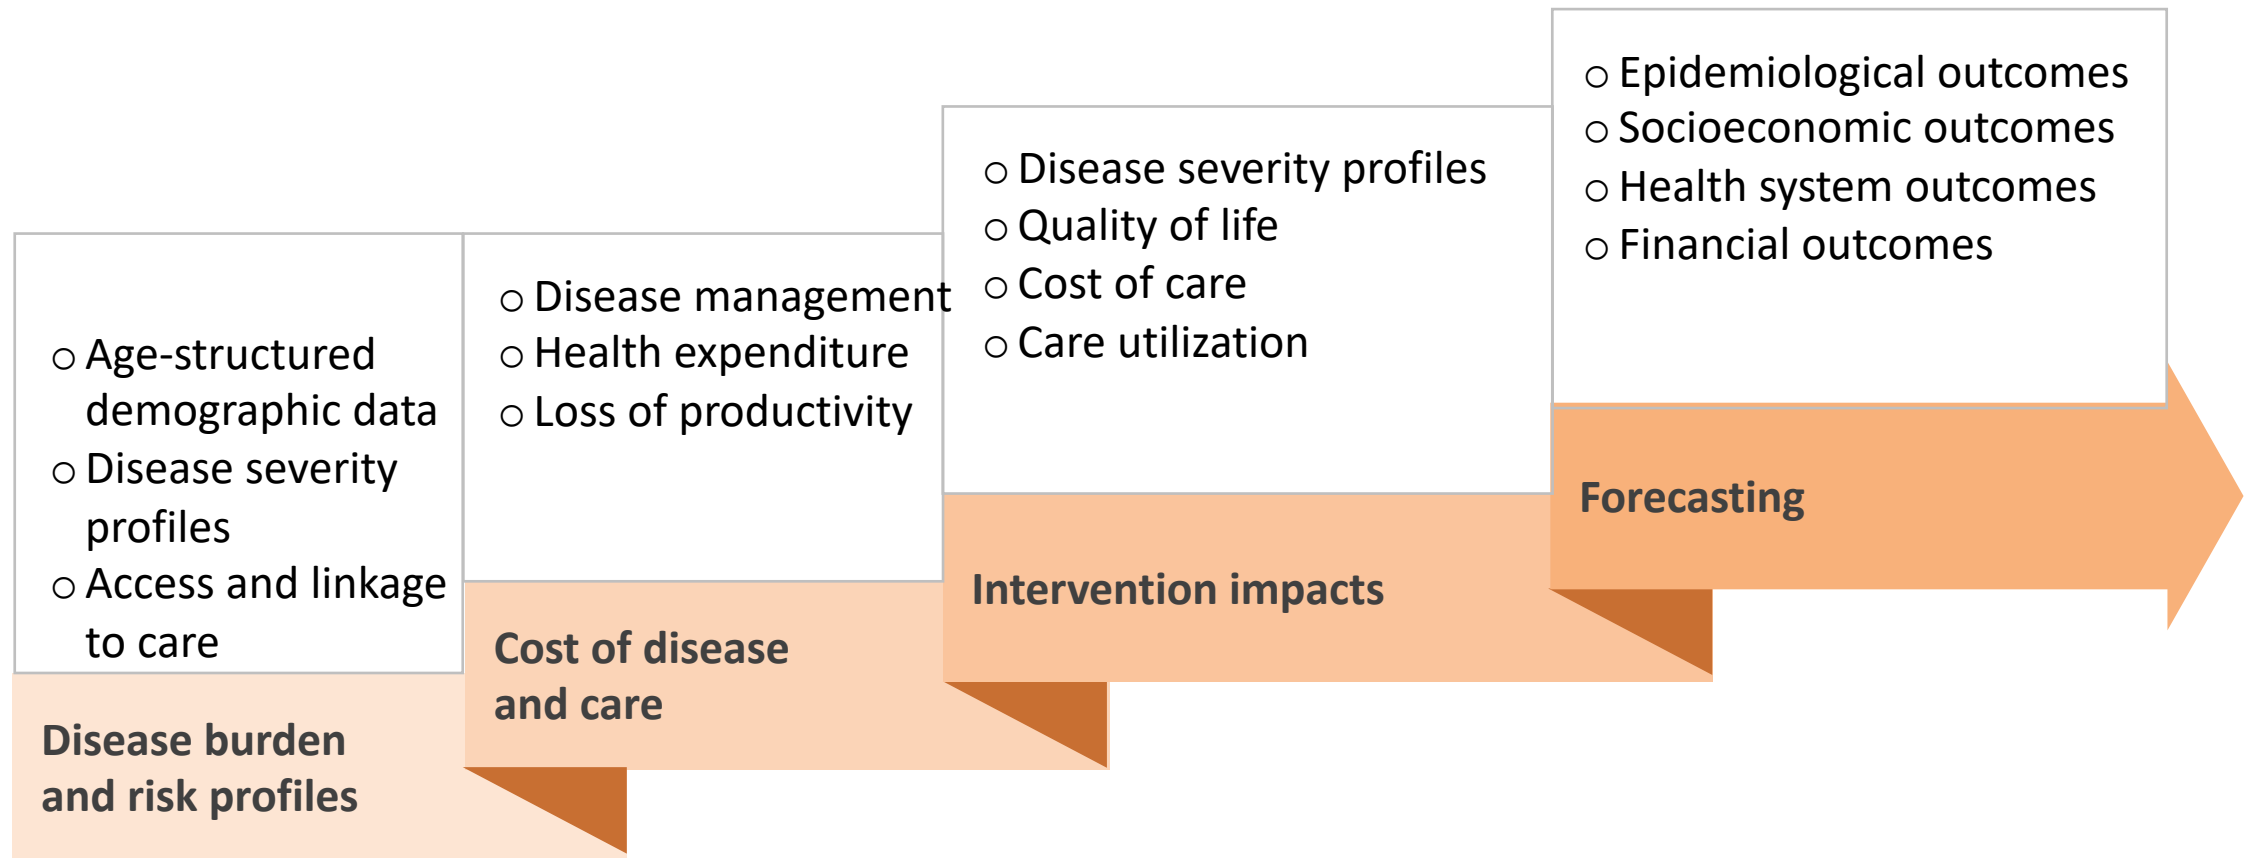 ○ Age-structured
demographic data
○ Disease severity
profiles
○ Access and linkage
to care
Disease burden
and risk profiles
○ Disease management
○ Health expenditure
○ Loss of productivity
Cost of disease
and care
○ Disease severity profiles
○ Quality of life
○ Cost of care
○ Care utilization
Intervention impacts
○ Epidemiological outcomes
○ Socioeconomic outcomes
○ Health system outcomes
○ Financial outcomes
Forecasting